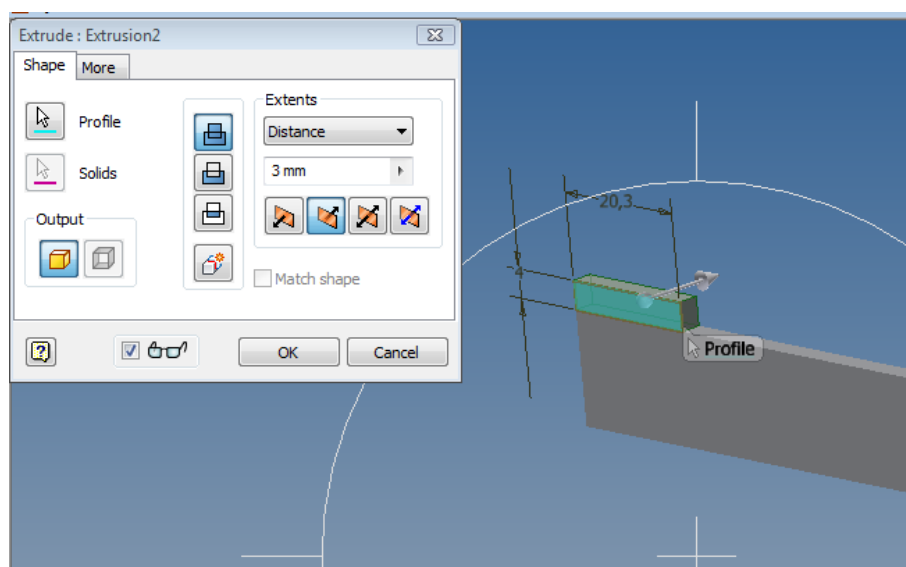 Extrude : Extrusion2
Shape
More
Profile
Solids
Output
Extents
Distance
3 mm
Match shape
OK
Cancel
20,3
4
Profile